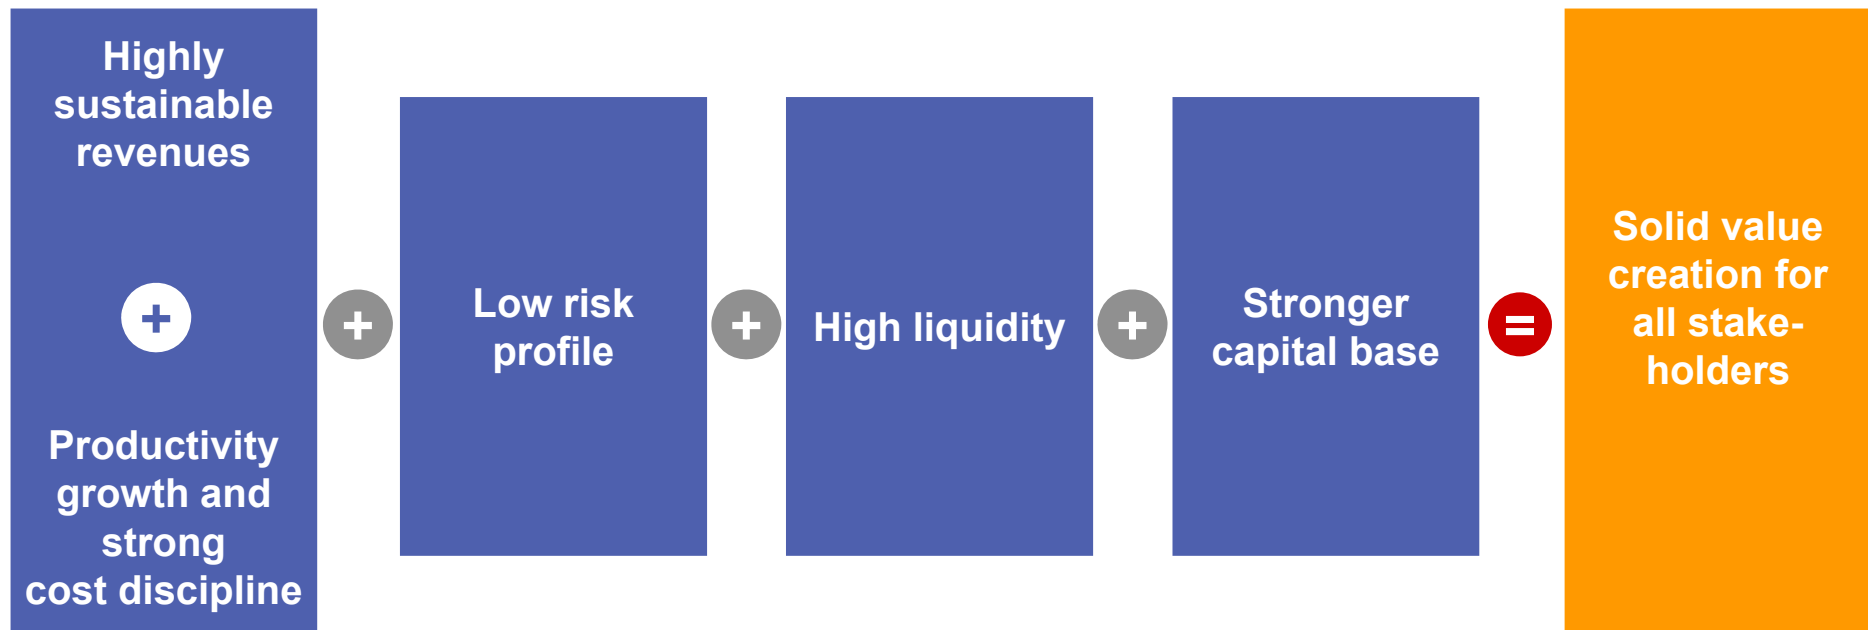 Highly
sustainable
revenues
+
Productivity
growth and
strong
cost discipline
+
Low risk
profile
+
High liquidity
+
Stronger
capital base
=
Solid value
creation for
all stake-
holders